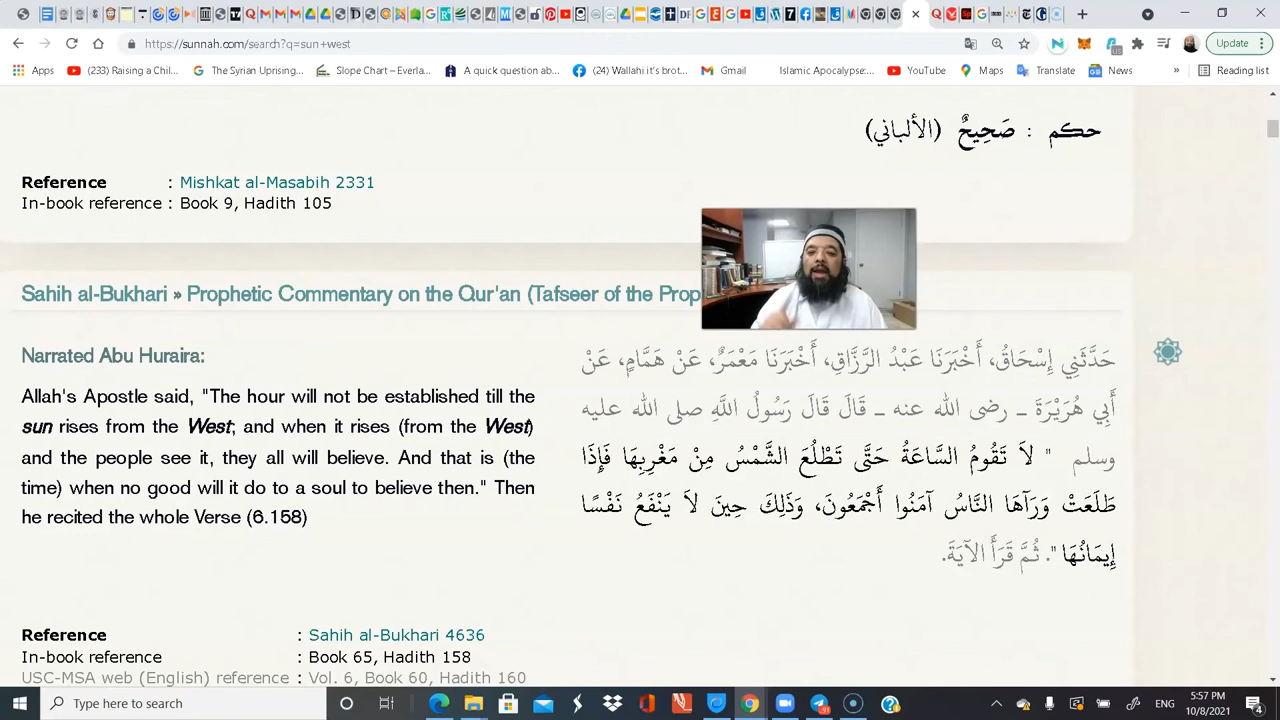 https://sunnah.com/search?q=sun+west
Update
Apps
(233) Raising a Chil...
The Syrian Uprising...
Slope Chart – Everla...
A quick question ab...
(24) Wallahi it's brot...
Gmail
Islamic Apocalypse:...
YouTube
Maps
Translate
News
»
Reading list
حكم : صَحِيحٌ (الألباني)
Reference : Mishkat al-Masabih 2331
In-book reference : Book 9, Hadith 105
Sahih al-Bukhari » Prophetic Commentary on the Qur'an (Tafseer of the Prop
Narrated Abu Huraira:
Allah's Apostle said, "The hour will not be established till the
sun rises from the West; and when it rises (from the West)
and the people see it, they all will believe. And that is (the
time) when no good will it do to a soul to believe then." Then
he recited the whole Verse (6.158)
حَدَّثَنِي إِسْحَاقُ، أَخْبَرَنَا عَبْدُ الرَّزَّاقِ، أَخْبَرَنَا مَعْمَرٌ، عَنْ هَمَّامٍ، عَنْ
أَبِي هُرَيْرَةَ ـ رضى الله عنه ـ قَالَ قَالَ رَسُولُ اللَّهِ صلى الله عليه
وسلم " لاَ تَقُومُ السَّاعَةُ حَتَّى تَطْلُعَ الشَّمْسُ مِنْ مَغْرِبِهَا فَإِذَا
طَلَعَتْ وَرَآهَا النَّاسُ آمَنُوا أَجْمَعُونَ، وَذَلِكَ حِينَ لاَ يَنْفَعُ نَفْسًا
إِيمَانُهَا ". ثُمَّ قَرَأَ الآيَةَ.
Reference : Sahih al-Bukhari 4636
In-book reference : Book 65, Hadith 158
USC-MSA web (English) reference : Vol. 6, Book 60, Hadith 160
Type here to search
ENG
5:57 PM
10/8/2021